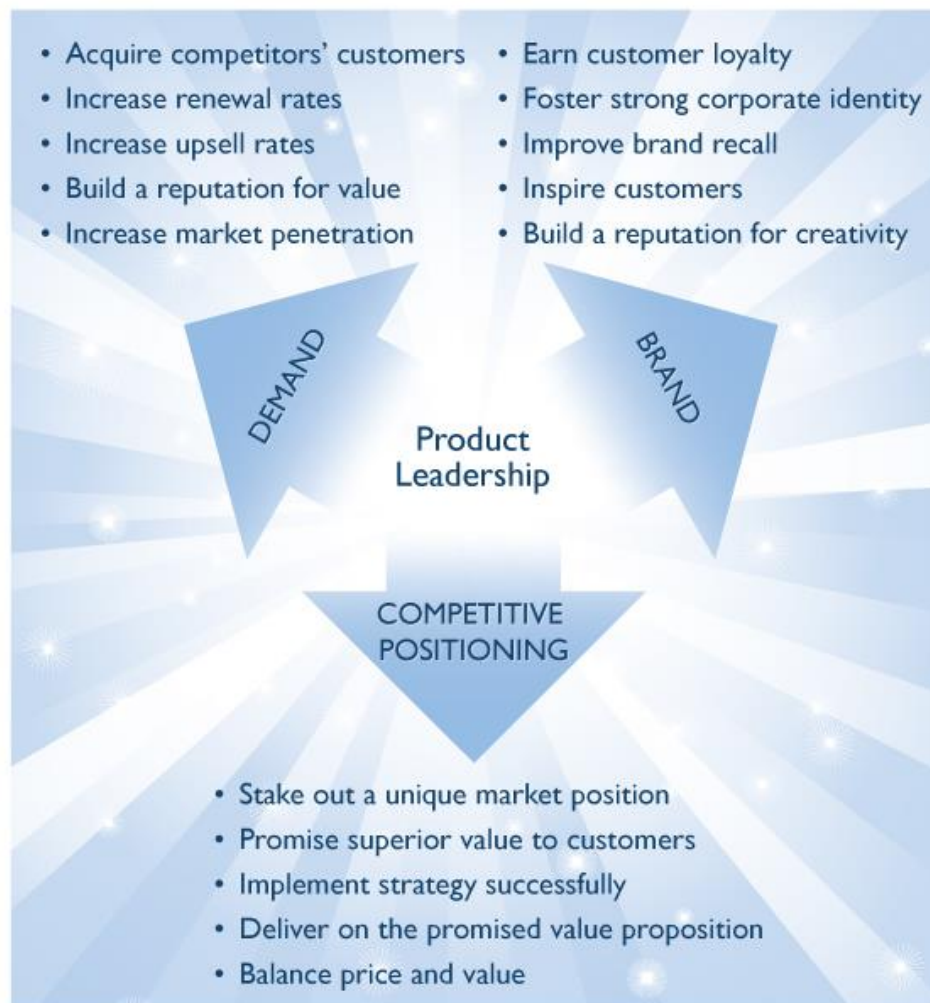 • Acquire competitors' customers
• Increase renewal rates
• Increase upsell rates
• Build a reputation for value
• Increase market penetration
• Earn customer loyalty
• Foster strong corporate identity
• Improve brand recall
• Inspire customers
• Build a reputation for creativity
DEMAND
BRAND
Product
Leadership
COMPETITIVE
POSITIONING
• Stake out a unique market position
• Promise superior value to customers
• Implement strategy successfully
• Deliver on the promised value proposition
• Balance price and value